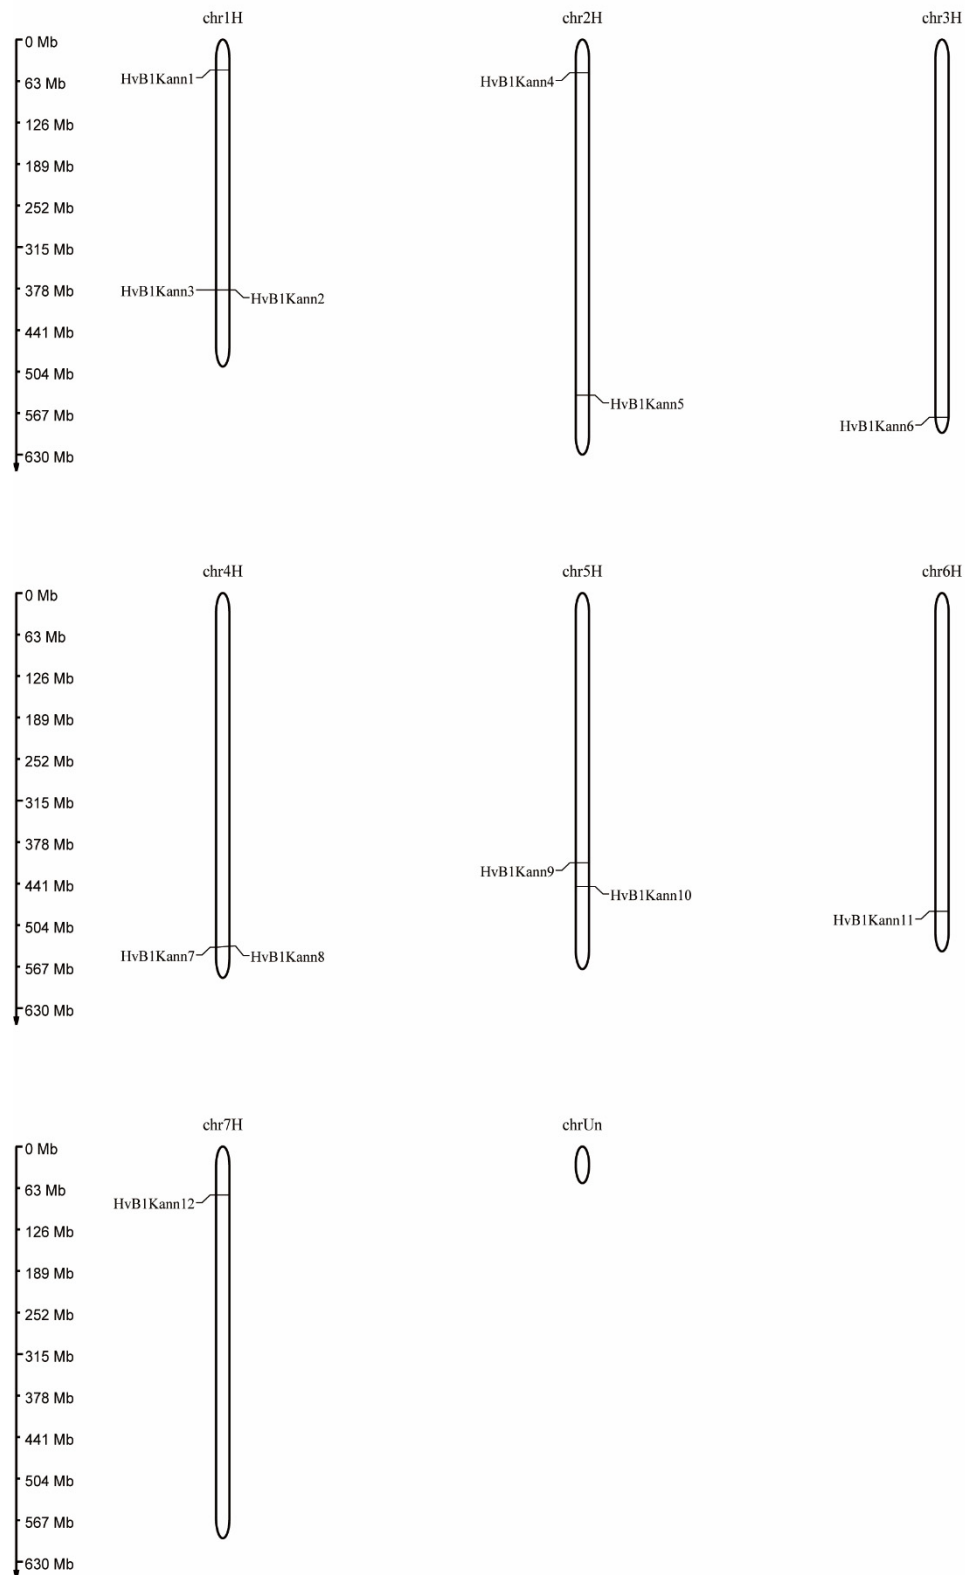 chr1H
chr2H
chr3H
0 Mb
63 Mb
126 Mb
189 Mb
252 Mb
315 Mb
378 Mb
441 Mb
504 Mb
567 Mb
630 Mb
HvB1Kann1
HvB1Kann3
HvB1Kann2
HvB1Kann4
HvB1Kann5
HvB1Kann6
chr4H
chr5H
chr6H
0 Mb
63 Mb
126 Mb
189 Mb
252 Mb
315 Mb
378 Mb
441 Mb
504 Mb
567 Mb
630 Mb
HvB1Kann7
HvB1Kann8
HvB1Kann9
HvB1Kann10
HvB1Kann11
chr7H
chrUn
0 Mb
63 Mb
126 Mb
189 Mb
252 Mb
315 Mb
378 Mb
441 Mb
504 Mb
567 Mb
630 Mb
HvB1Kann12